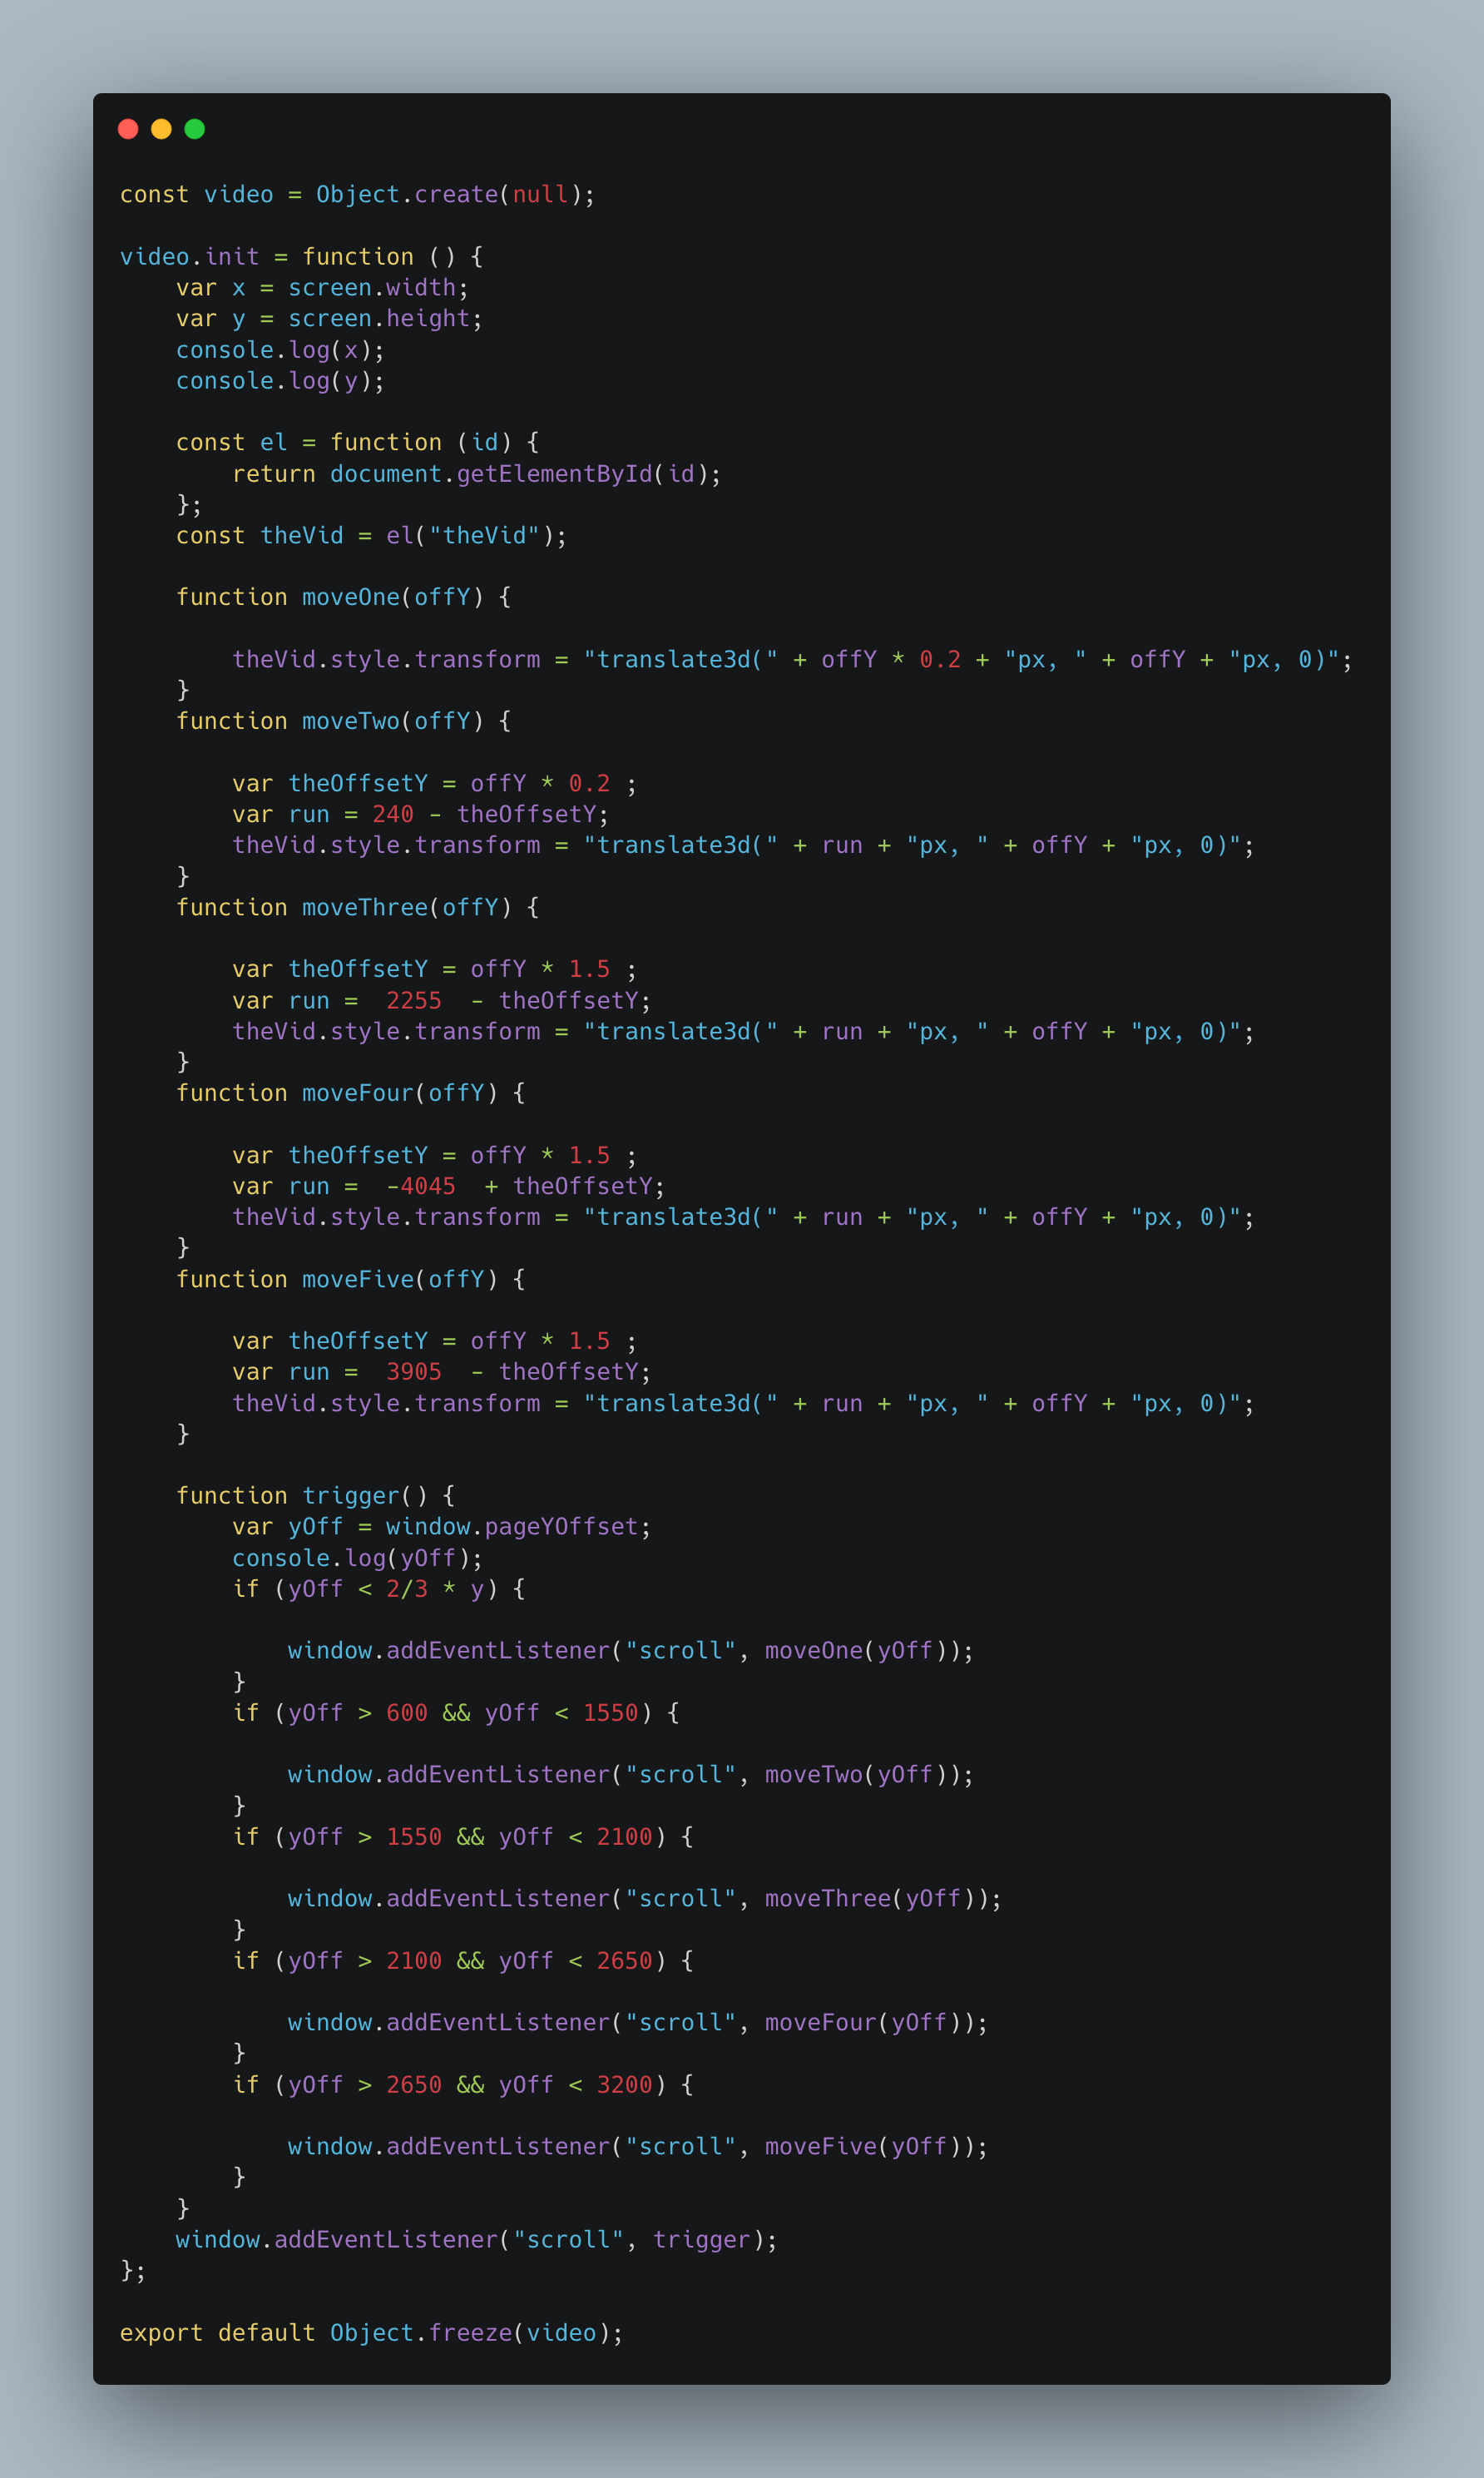 const video = Object.create(null);

video.init = function () {
    var x = screen.width;
    var y = screen.height;
    console.log(x);
    console.log(y);

    const el = function (id) {
        return document.getElementById(id);
    };
    const theVid = el("theVid");

    function moveOne(offY) {

        theVid.style.transform = "translate3d(" + offY * 0.2 + "px, " + offY + "px, 0)";
    }
    function moveTwo(offY) {

        var theOffsetY = offY * 0.2 ;
        var run = 240 - theOffsetY;
        theVid.style.transform = "translate3d(" + run + "px, " + offY + "px, 0)";
    }
    function moveThree(offY) {

        var theOffsetY = offY * 1.5 ;
        var run =  2255  - theOffsetY;
        theVid.style.transform = "translate3d(" + run + "px, " + offY + "px, 0)";
    }
    function moveFour(offY) {

        var theOffsetY = offY * 1.5 ;
        var run =  -4045  + theOffsetY;
        theVid.style.transform = "translate3d(" + run + "px, " + offY + "px, 0)";
    }
    function moveFive(offY) {

        var theOffsetY = offY * 1.5 ;
        var run =  3905  - theOffsetY;
        theVid.style.transform = "translate3d(" + run + "px, " + offY + "px, 0)";
    }

    function trigger() {
        var yOff = window.pageYOffset;
        console.log(yOff);
        if (yOff < 2/3 * y) {

            window.addEventListener("scroll", moveOne(yOff));
        }
        if (yOff > 600 && yOff < 1550) {

            window.addEventListener("scroll", moveTwo(yOff));
        }
        if (yOff > 1550 && yOff < 2100) {

            window.addEventListener("scroll", moveThree(yOff));
        }
        if (yOff > 2100 && yOff < 2650) {

            window.addEventListener("scroll", moveFour(yOff));
        }
        if (yOff > 2650 && yOff < 3200) {

            window.addEventListener("scroll", moveFive(yOff));
        }
    }
    window.addEventListener("scroll", trigger);
};

export default Object.freeze(video);